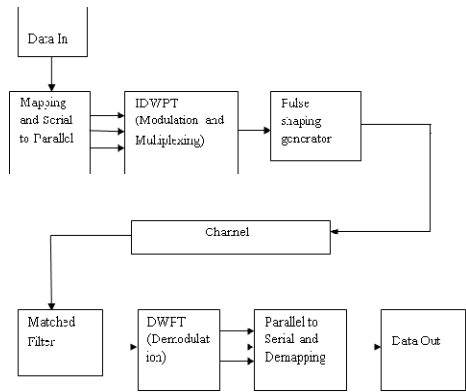 Data In
Mapping
and Serial
to Parallel
IDWPT
(Modulation and
Multiplexing)
Pulse
shaping
generator
Channel
Matched
Filter
DWPT
(Demodulat
ion)
Parallel to
Serial and
Demapping
Data Out